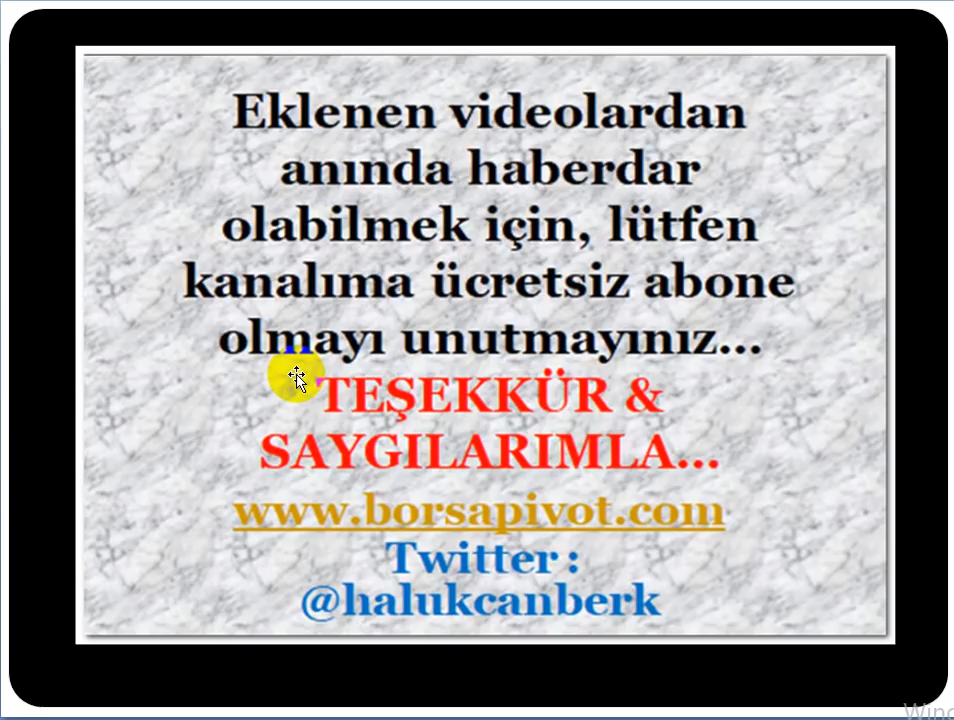 Eklenen videolardan
anında haberdar
olabilmek için, lütfen
kanalıma ücretsiz abone
olmayı unutmayınız...
TEŞEKKÜR &
SAYGILARIMLA...
www.borsapivot.com
Twitter :
@halukcanberk